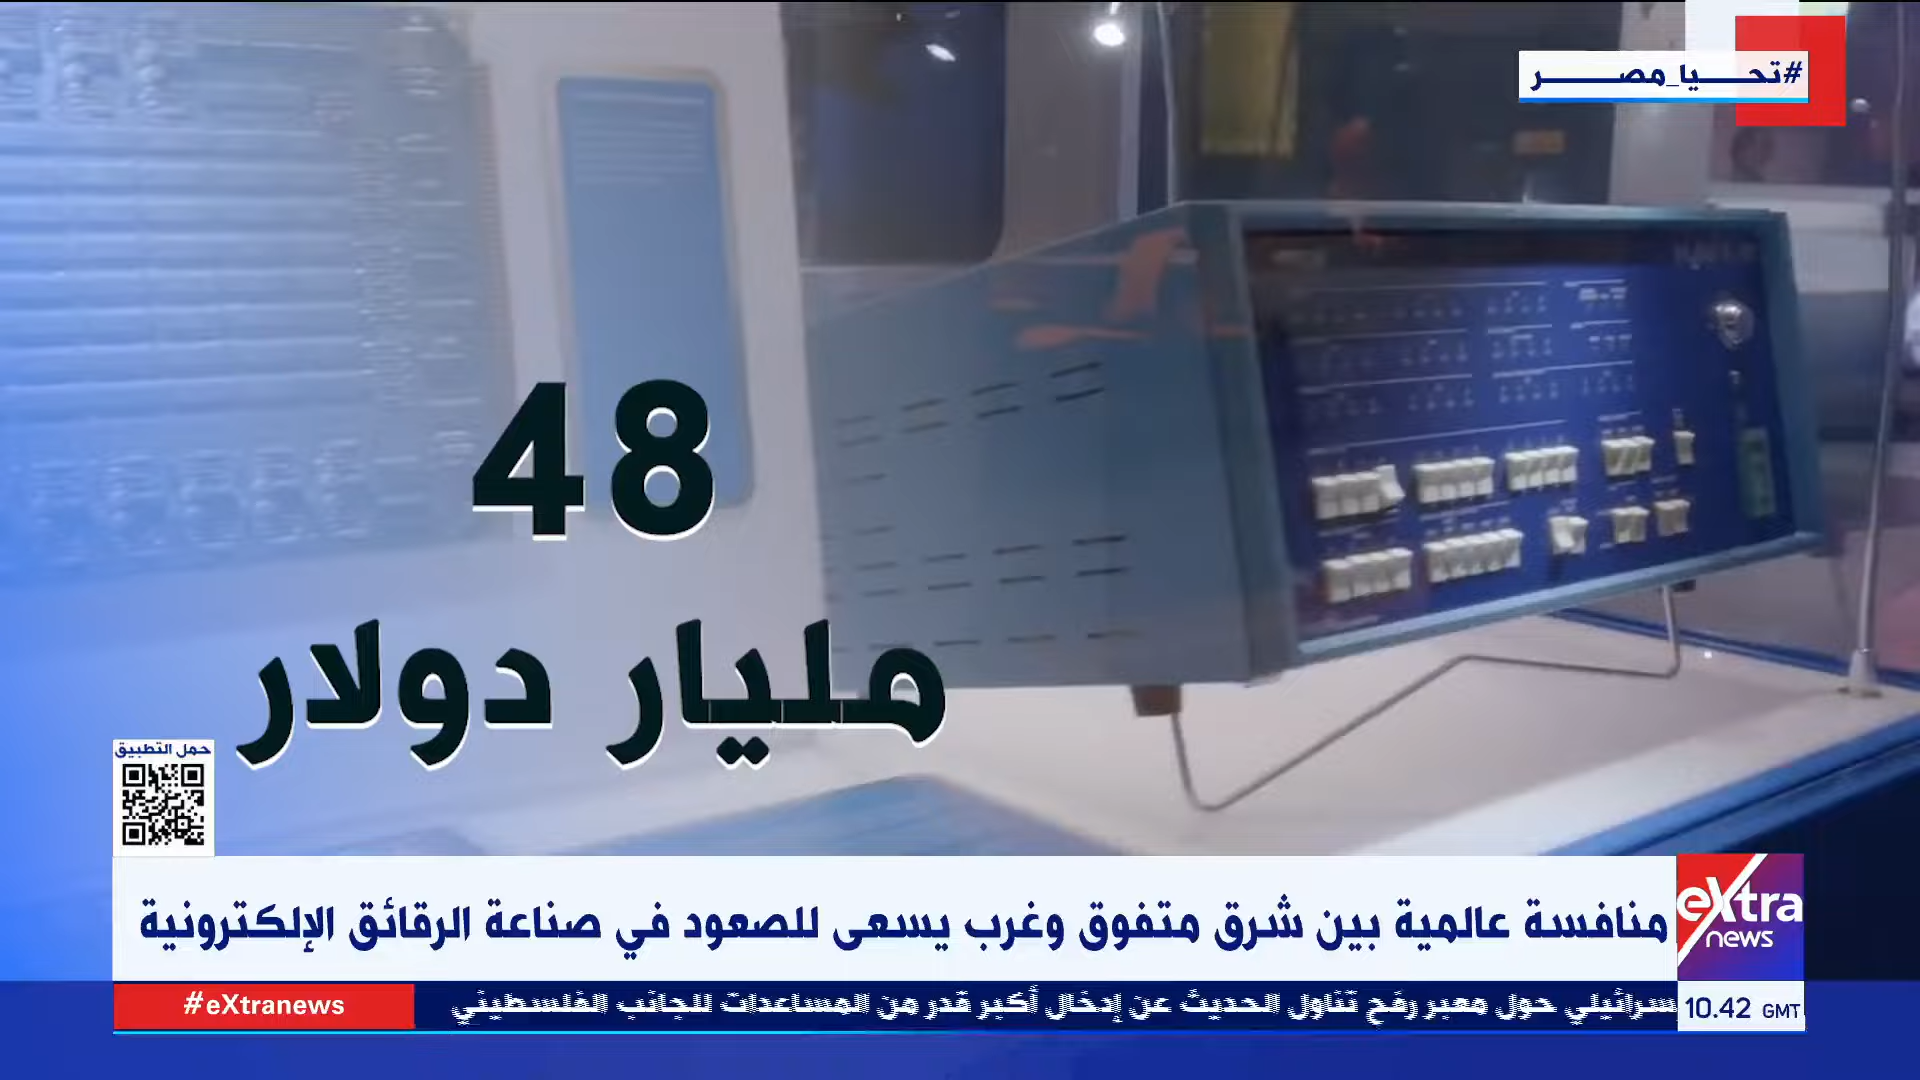 #تحـــيا_مصـــر
48
مليار دولار
حمل التطبيق
منافسة عالمية بين شرق متفوق وغرب يسعى للصعود في صناعة الرقائق الإلكترونية
eXtra
news
#eXtranews
سرائيلي حول معبر رفح تناول الحديث عن إدخال أكبر قدر من المساعدات للجانب الفلسطيني
10.42 GMT